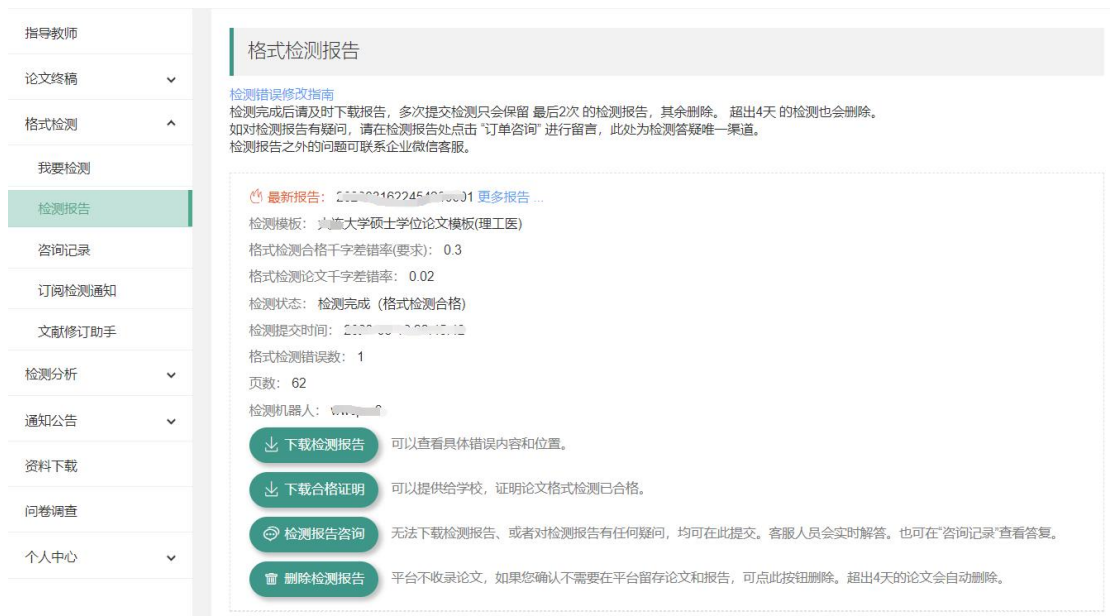 指导教师
论文终稿
格式检测
我要检测
检测报告
咨询记录
订阅检测通知
文献修订助手
检测分析
通知公告
资料下载
问卷调查
个人中心
格式检测报告
检测错误修改指南
检测完成后请及时下载报告，多次提交检测只会保留 最后2次 的检测报告，其余删除。 超出4天 的检测也会删除。
如对检测报告有疑问，请在检测报告处点击 “订单咨询” 进行留言，此处为检测答疑唯一渠道。
检测报告之外的问题可联系企业微信客服。
最新报告： 更多报告 ...
检测模板： 大学硕士学位论文模板(理工医)
格式检测合格千字差错率(要求)： 0.3
格式检测论文千字差错率： 0.02
检测状态： 检测完成（格式检测合格)
检测提交时间：
格式检测错误数： 1
页数： 62
检测机器人：
下载检测报告 可以查看具体错误内容和位置。
下载合格证明 可以提供给学校，证明论文格式检测已合格。
检测报告咨询 无法下载检测报告、或者对检测报告有任何疑问，均可在此提交。客服人员会实时解答。也可在“咨询记录”查看答复。
删除检测报告 平台不收录论文，如果您确认不需要在平台留存论文和报告，可点此按钮删除。超出4天的论文会自动删除。